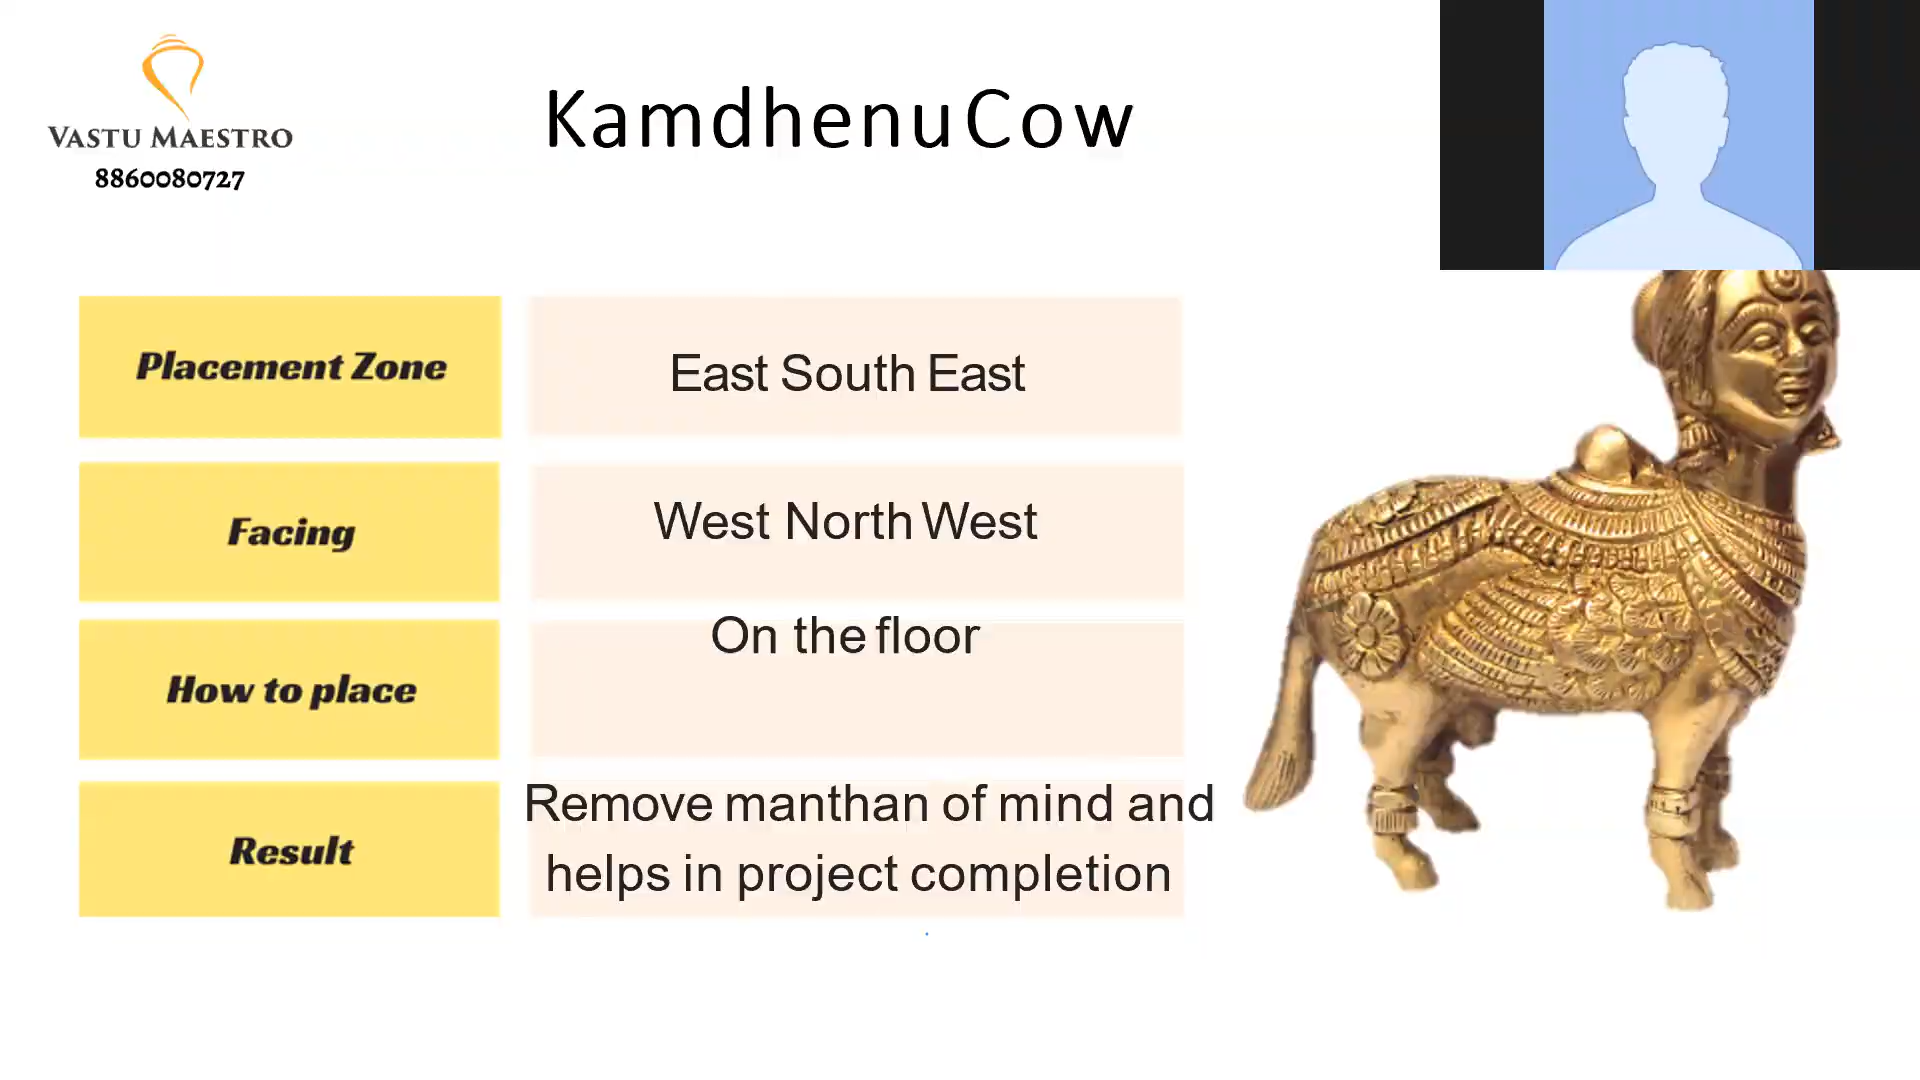 VASTU MAESTRO
8860080727
Kamdhenu Cow
Placement Zone
East South East
Facing
West North West
How to place
On the floor
Result
Remove manthan of mind and
helps in project completion